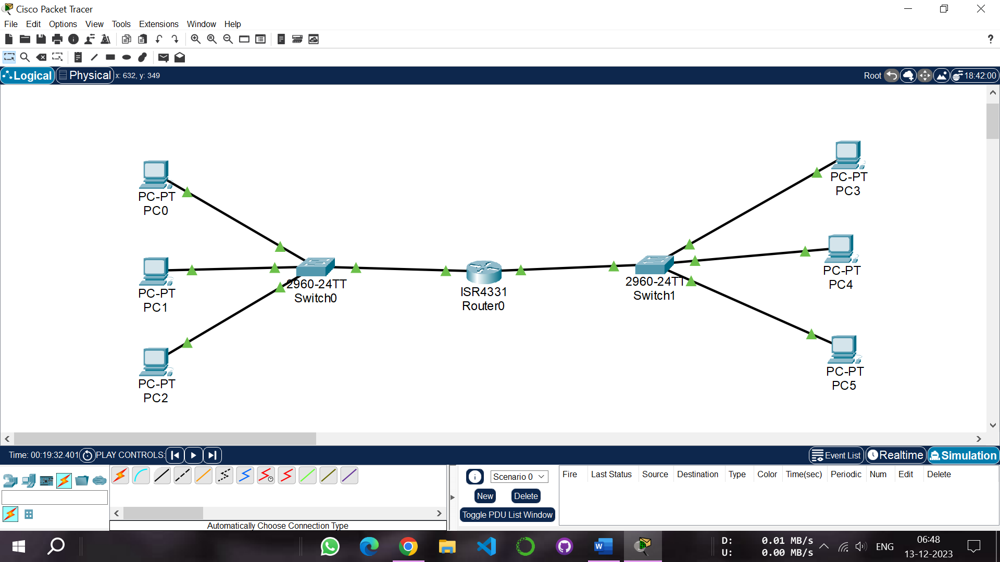 Cisco Packet Tracer
File Edit Options View Tools Extensions Window Help
?
Logical Physical x: 632, y: 349 Root 18:42:00
PC-PT
PC0
PC-PT
PC1
PC-PT
PC2
2960-24TT
Switch0
ISR4331
Router0
2960-24TT
Switch1
PC-PT
PC3
PC-PT
PC4
PC-PT
PC5
Time: 00:19:32.401 PLAY CONTROLS: Event List Realtime Simulation
Automatically Choose Connection Type
Scenario 0
New Delete
Toggle PDU List Window
Fire Last Status Source Destination Type Color Time(sec) Periodic Num Edit Delete
D: 0.01 MB/s
U: 0.00 MB/s
ENG
06:48
13-12-2023